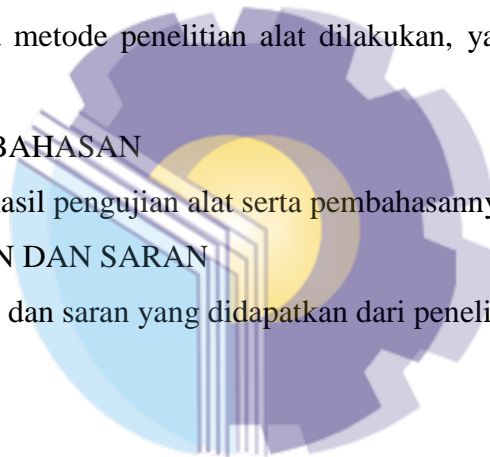 metode penelitian alat dilakukan, ya
BAHASAN
asil pengujian alat serta pembahasanny
N DAN SARAN
dan saran yang didapatkan dari peneli